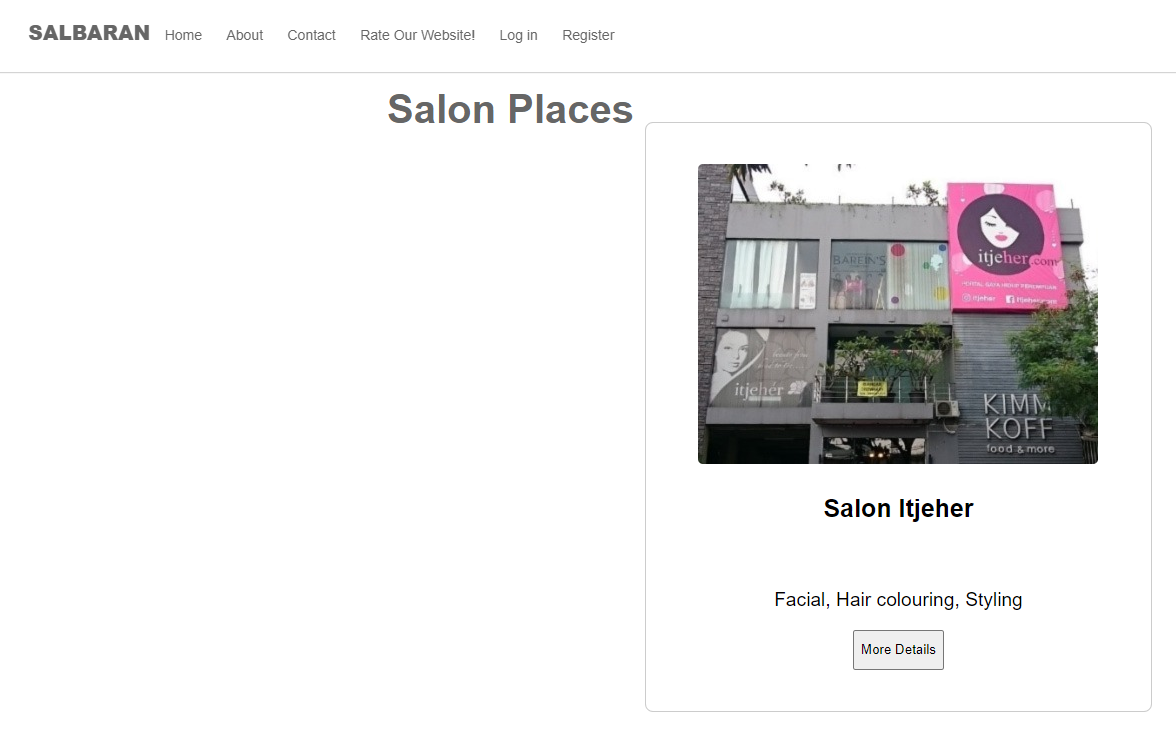 SALBARAN Home About Contact Rate Our Website! Log in Register
Salon Places
BAREIN'S
itjeher.com
itjeher
itjeher
KIMM
KOFF
food & more
Salon Itjeher
Facial, Hair colouring, Styling
More Details